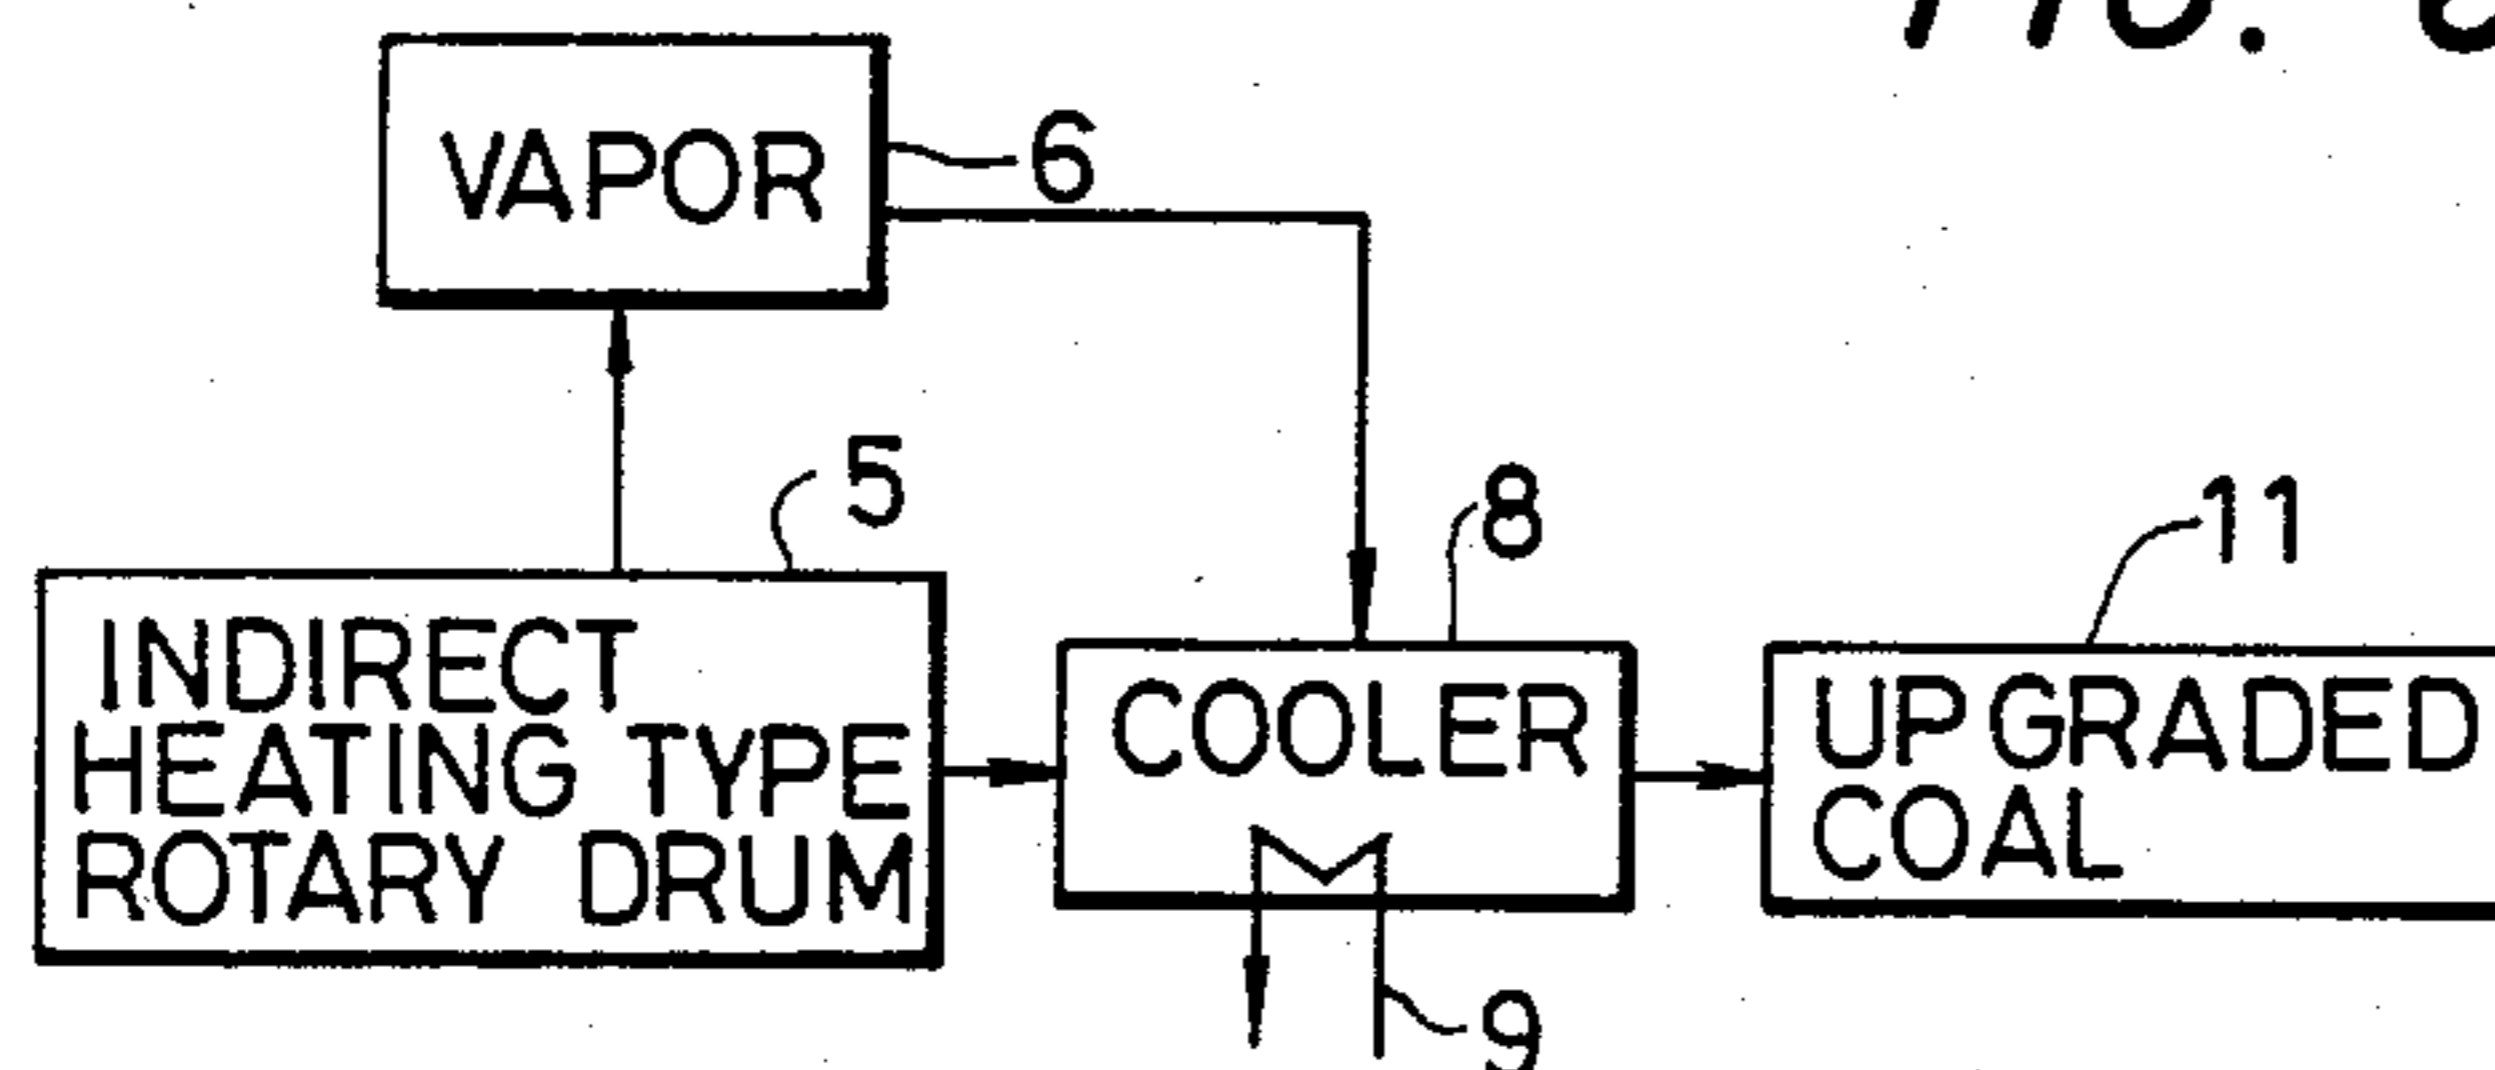 VAPOR
6
5
8
11
INDIRECT
HEATING TYPE
ROTARY DRUM
COOLER
UPGRADED
COAL
9